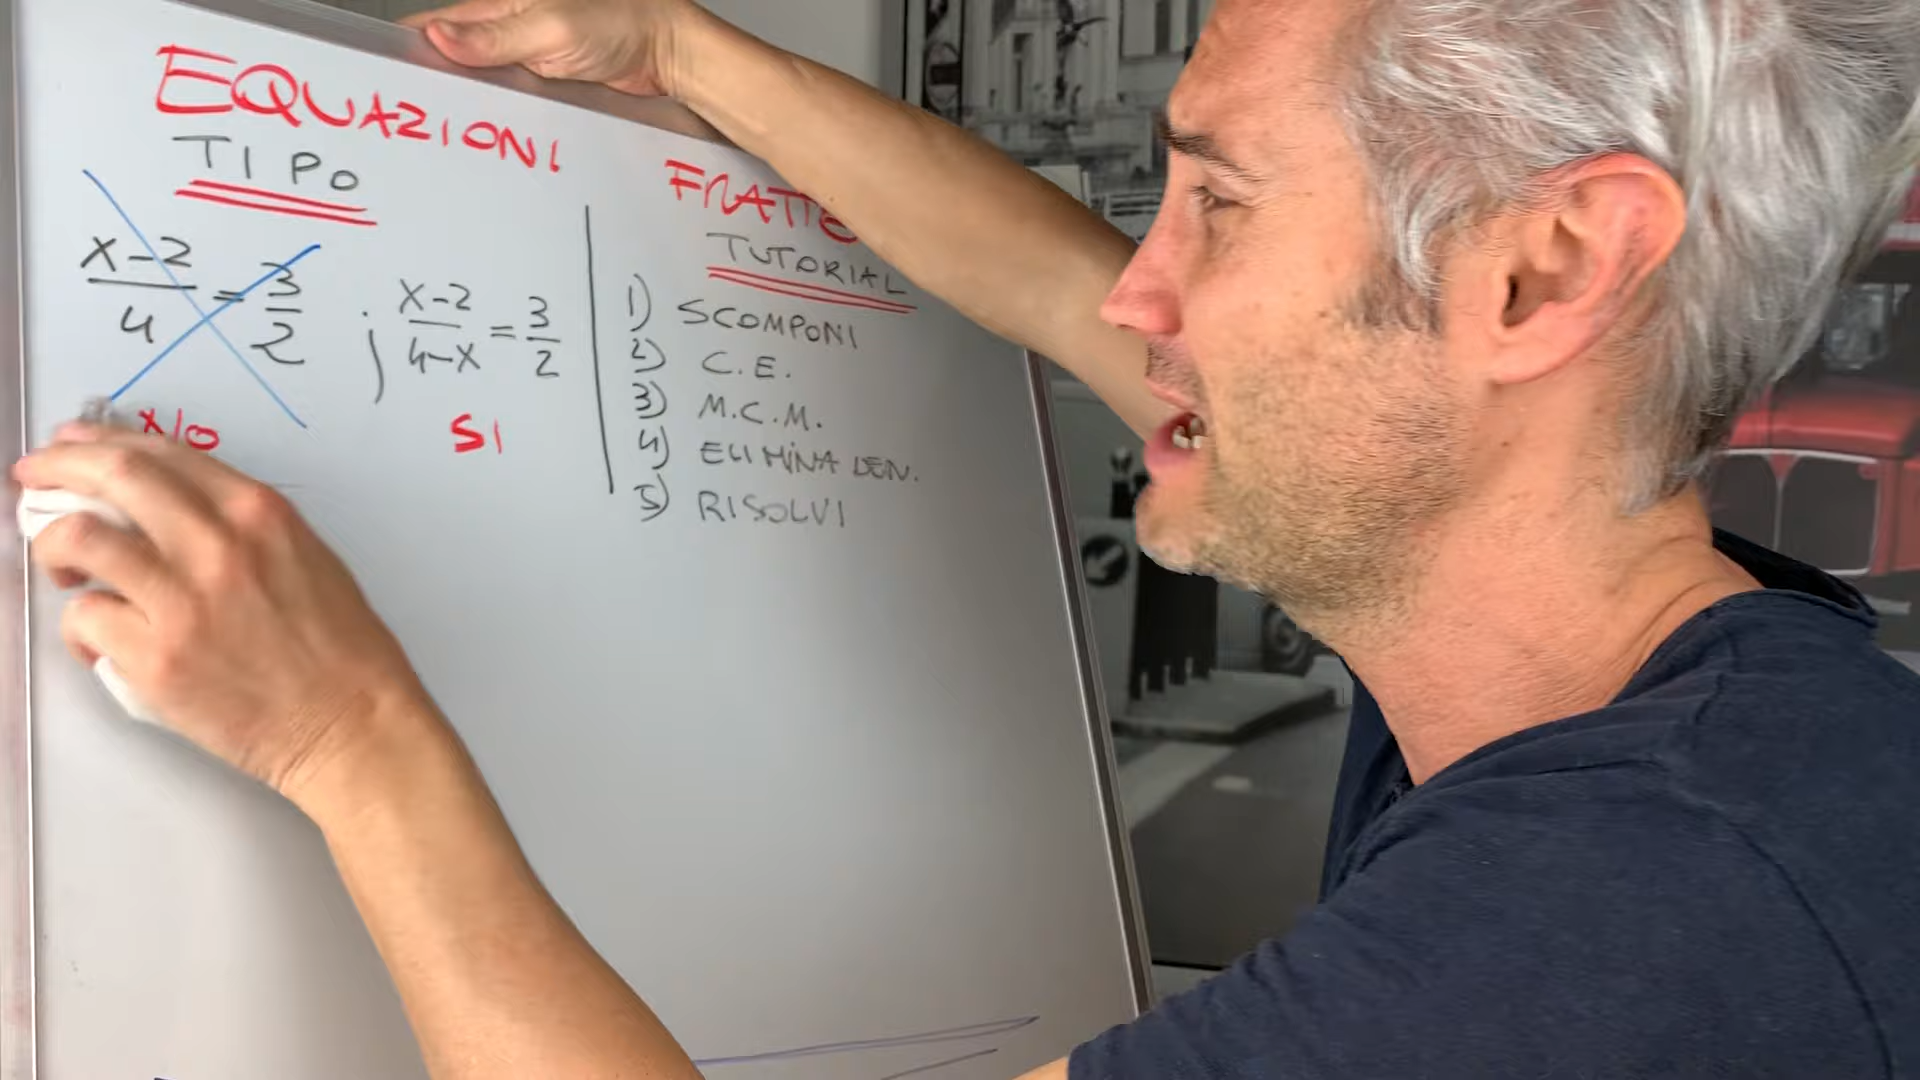 EQUAZIONI FRATTE
TIPO
x-2/4 = 3/2 ; x-2/4-x = 3/2
NO SI
TUTORIAL
1) SCOMPONI
2) C.E.
3) M.C.M.
4) ELIMINA DEN.
5) RISOLVI